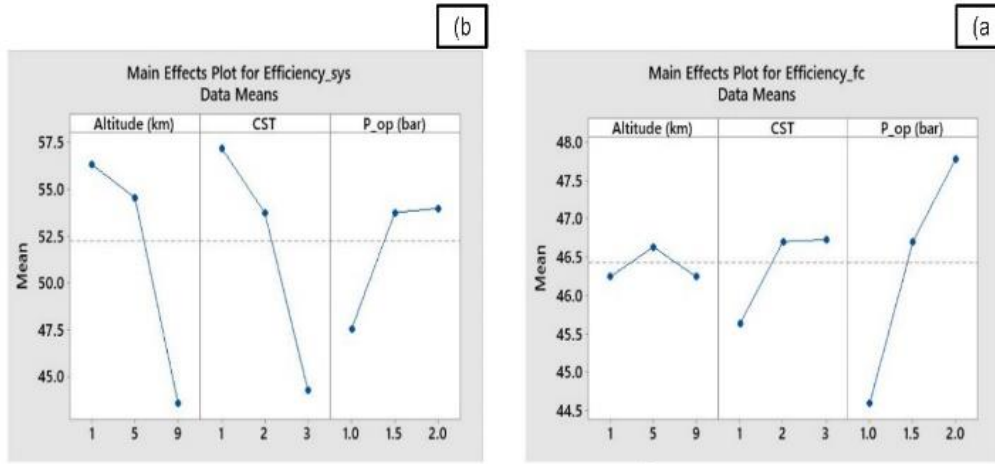 (b
Main Effects Plot for Efficiency_sys
Data Means
Altitude (km) CST P_op (bar)
57.5
55.0
52.5
50.0
47.5
45.0
Mean
1 5 9 1 2 3 1.0 1.5 2.0
(a
Main Effects Plot for Efficiency_fc
Data Means
Altitude (km) CST P_op (bar)
48.0
47.5
47.0
46.5
46.0
45.5
45.0
44.5
Mean
1 5 9 1 2 3 1.0 1.5 2.0